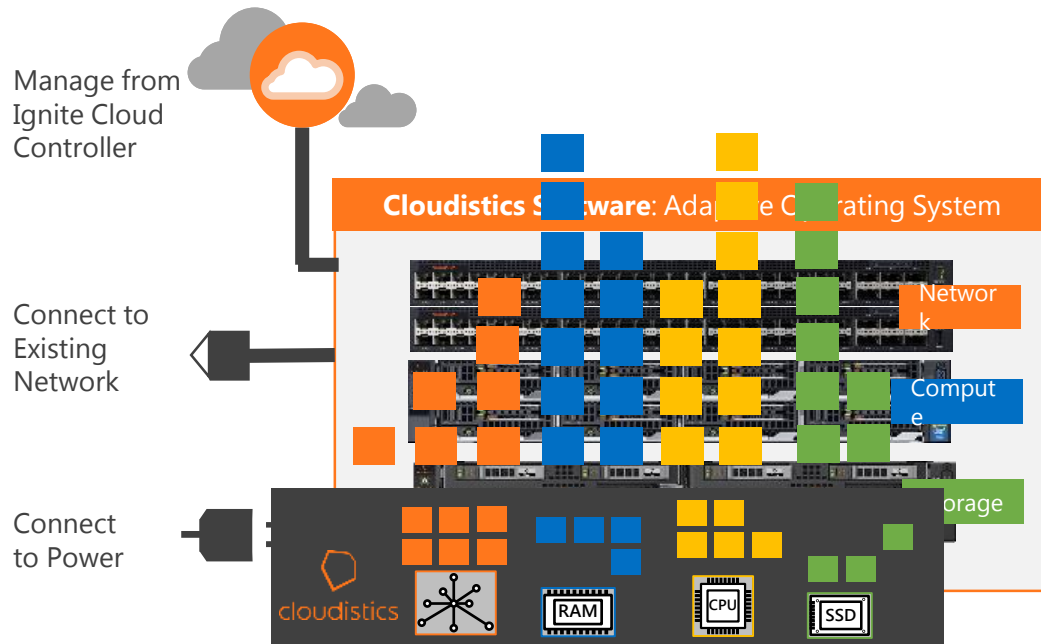 Manage from
Ignite Cloud
Controller
Cloudistics S tware: Adap e O rating System
Connect to
Existing
Network
Networ
k
Comput
e
orage
Connect
to Power
cloudistics
RAM
CPU
SSD